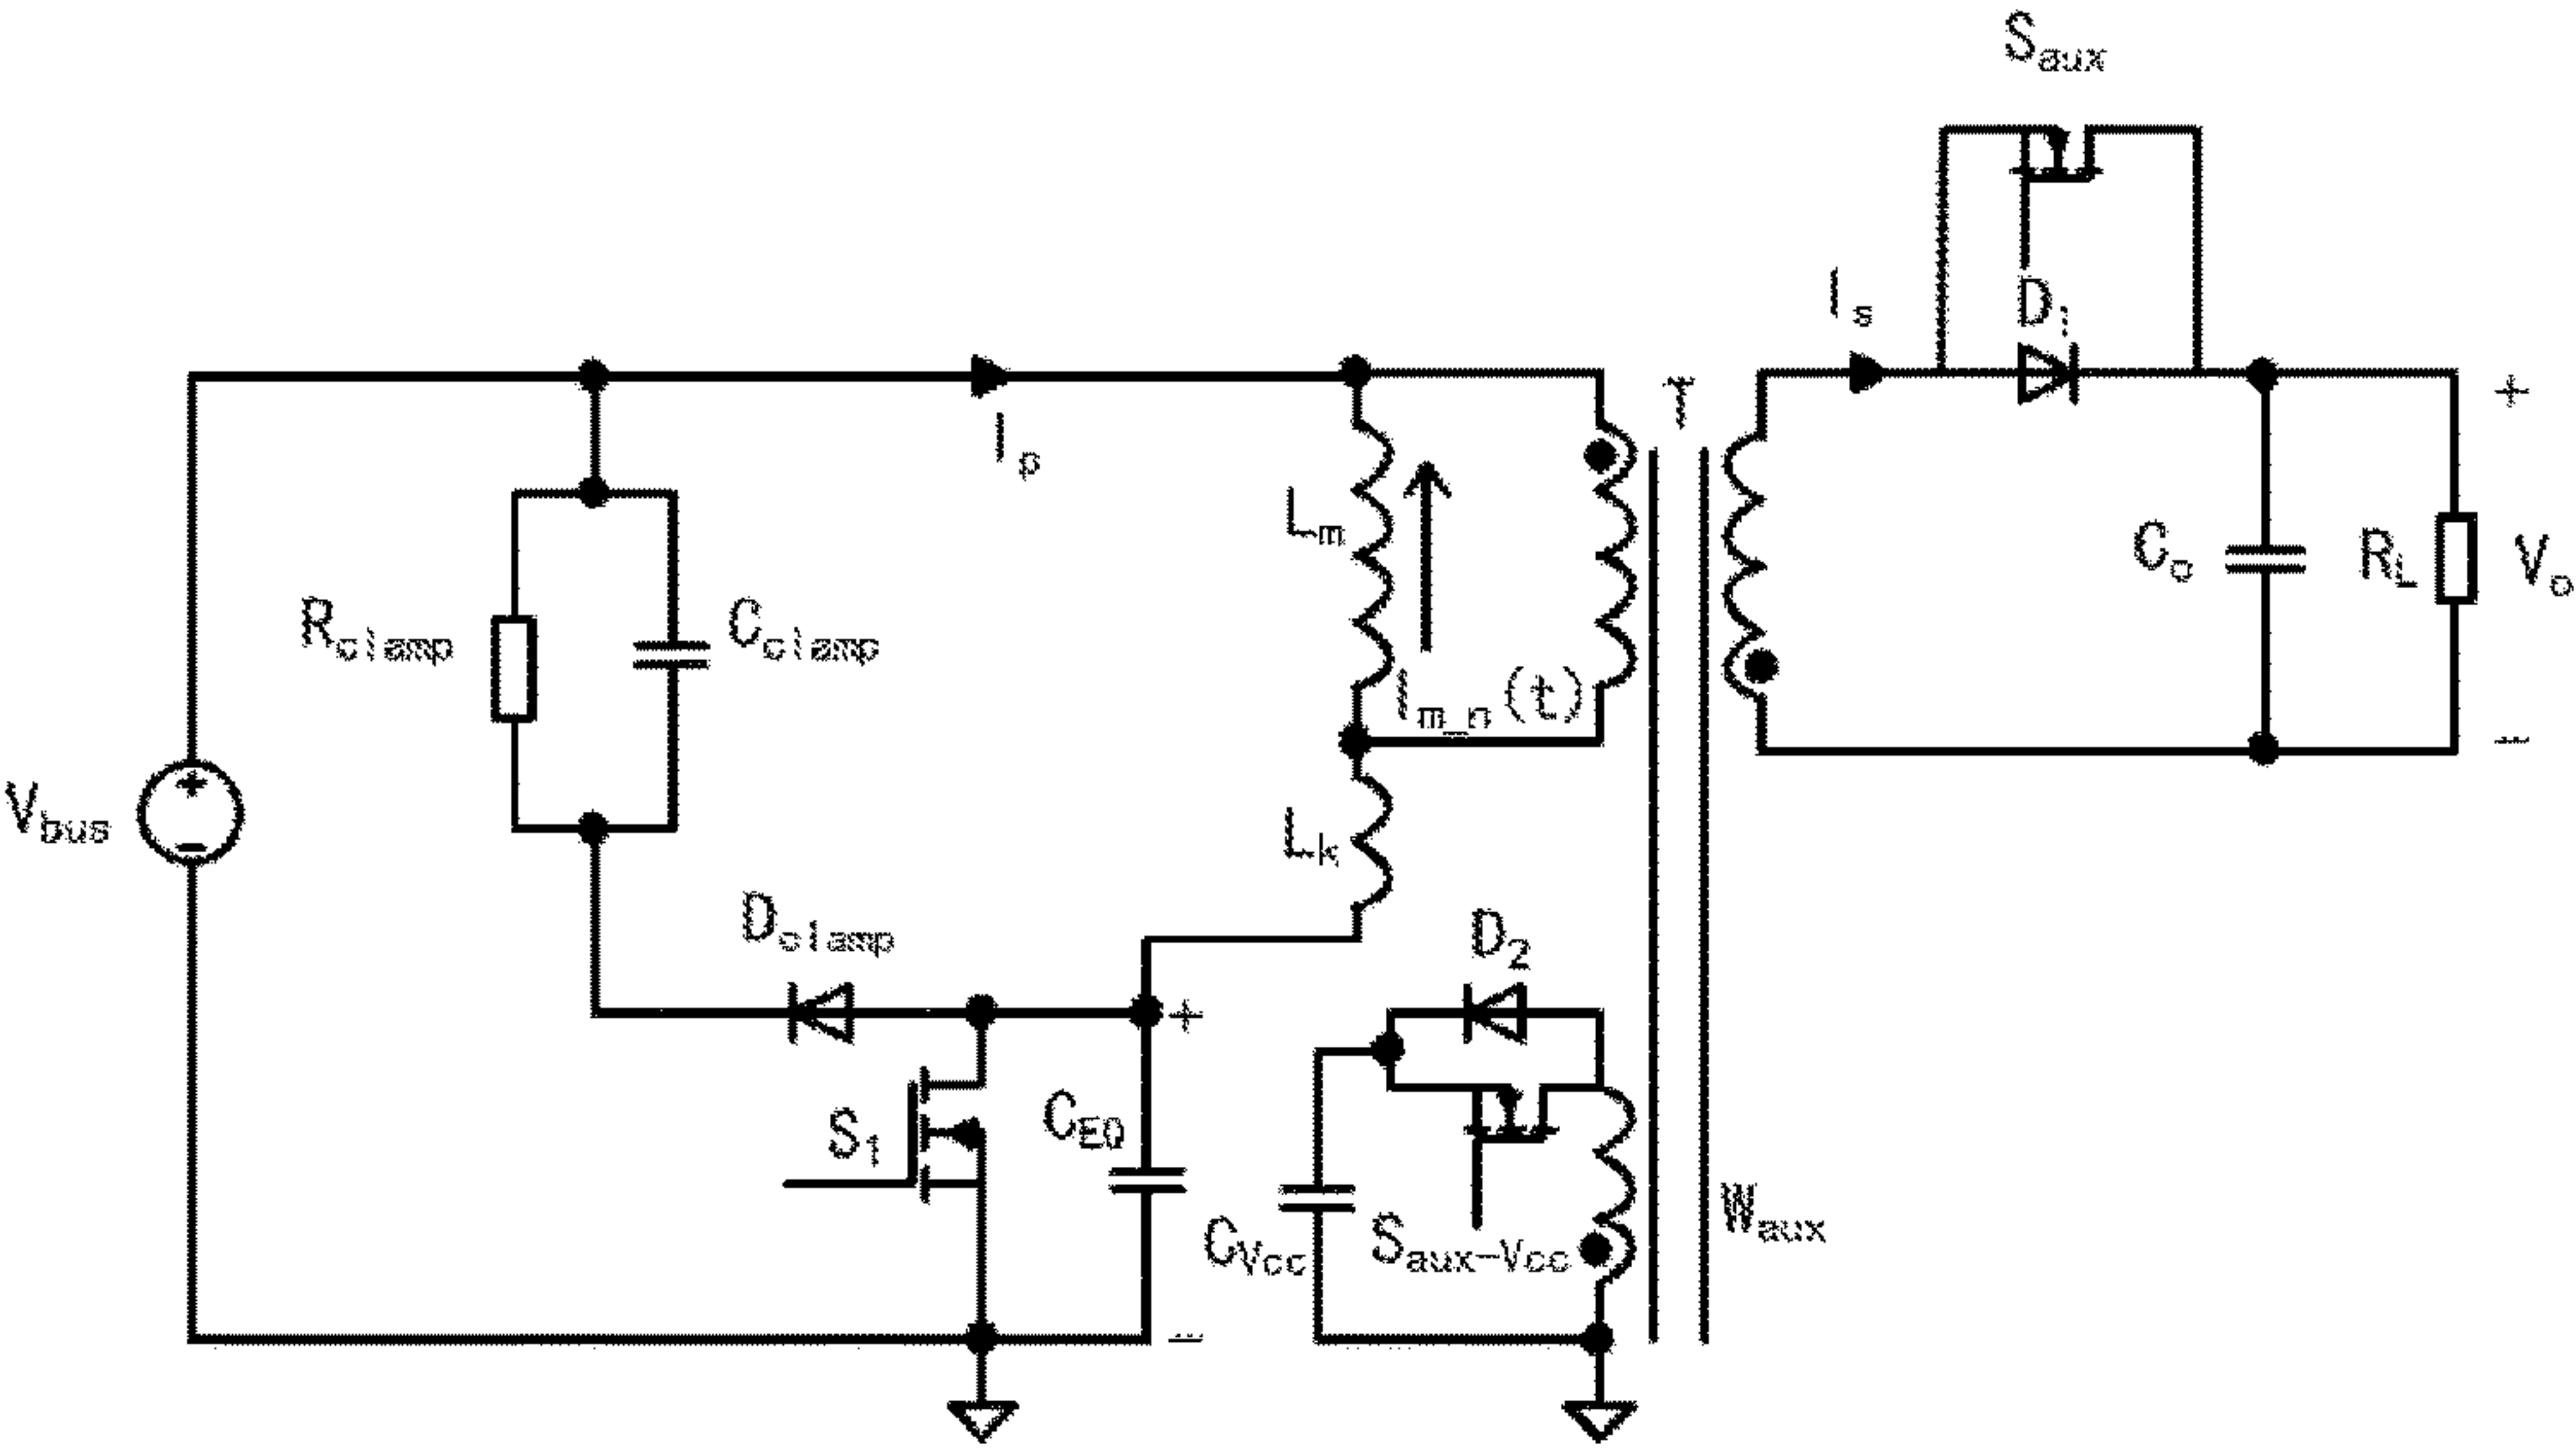 Saux
Is
D1
T
+
Ip
Lm
Co
RL
Vo
Rclamp
Cclamp
Im_n(t)
−
Vbus
+
−
Lk
Dclamp
D2
+
S1
CEQ
CVcc
Saux-Vcc
Waux
−